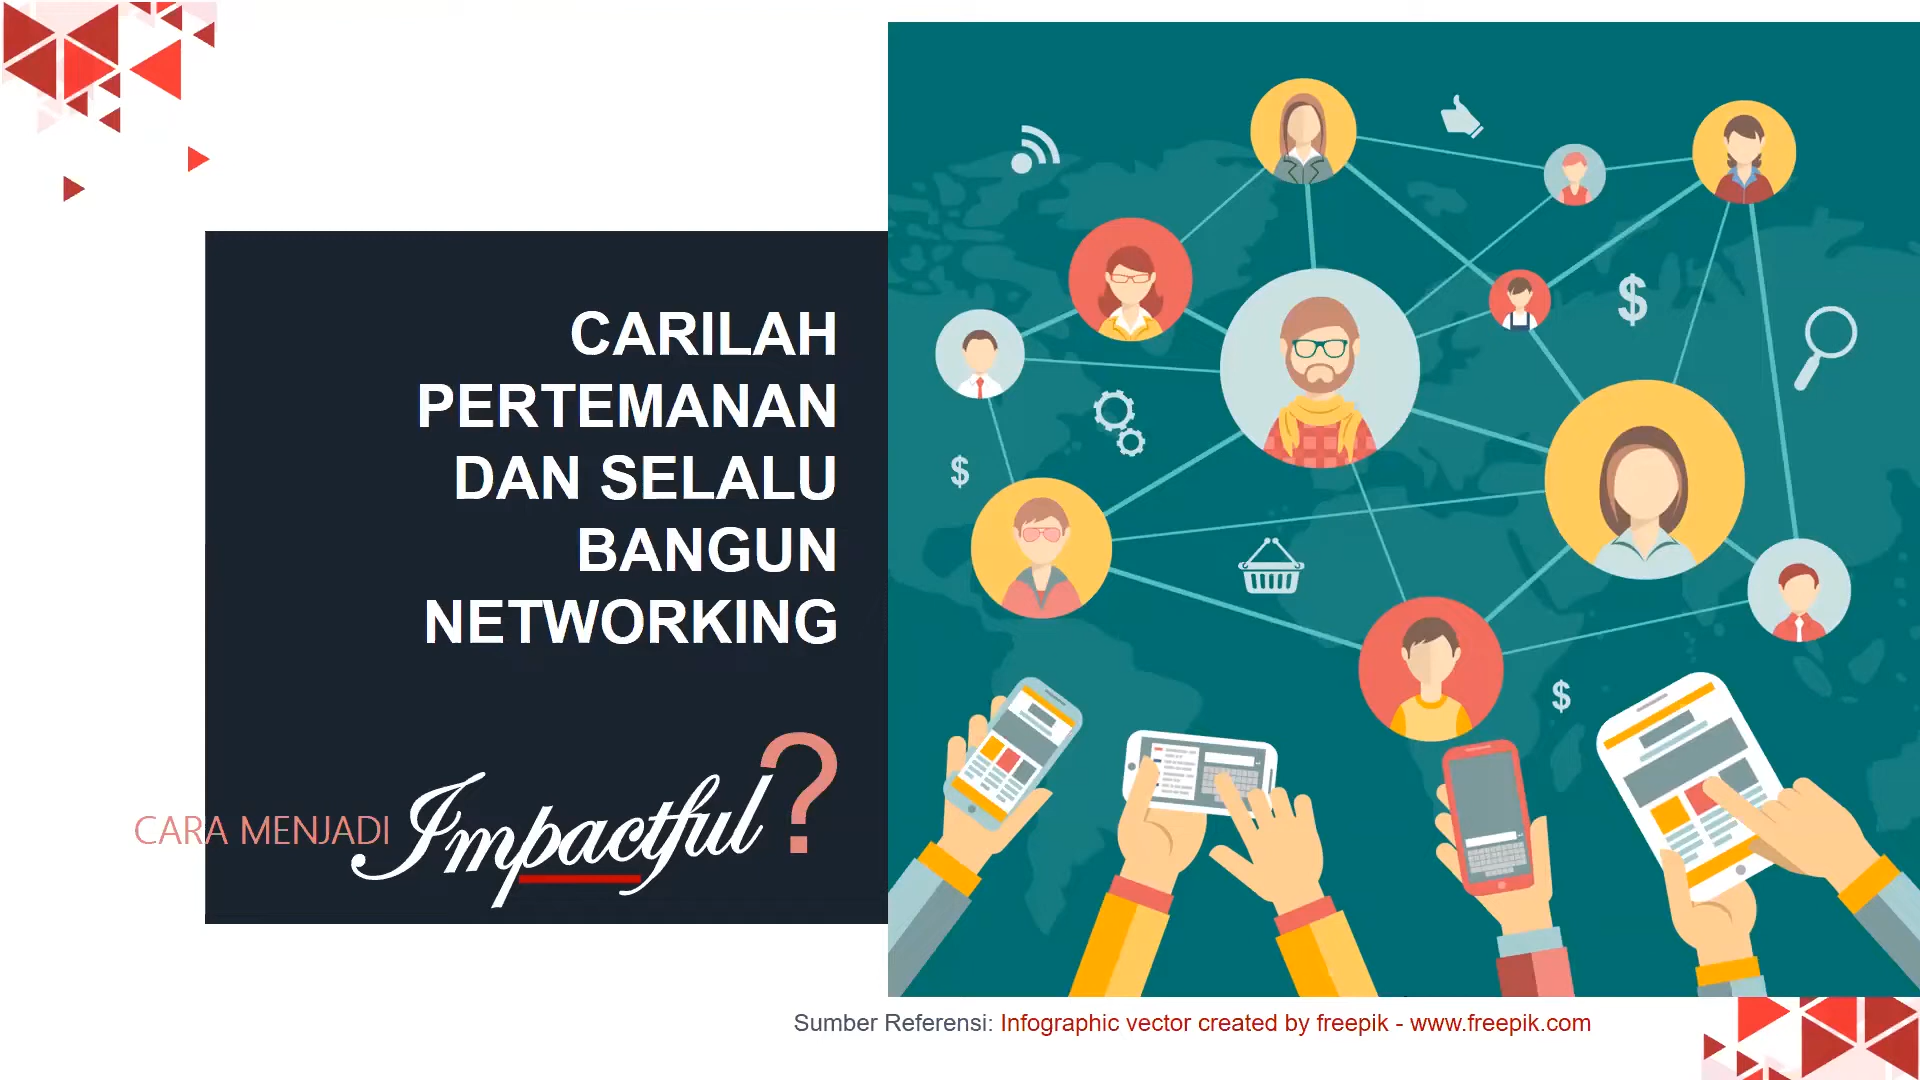 CARILAH
PERTEMANAN
DAN SELALU
BANGUN
NETWORKING
CARA MENJADI Impactful?
$
$
$
Sumber Referensi: Infographic vector created by freepik - www.freepik.com